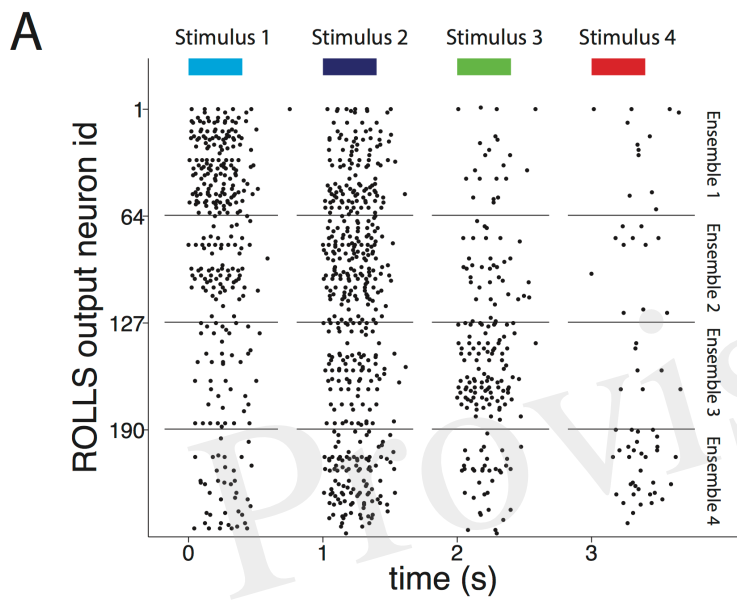 A
Stimulus 1 Stimulus 2 Stimulus 3 Stimulus 4
ROLLS output neuron id
1
64
127
190
Ensemble 1
Ensemble 2
Ensemble 3
Ensemble 4
0 1 2 3
time (s)
Provis